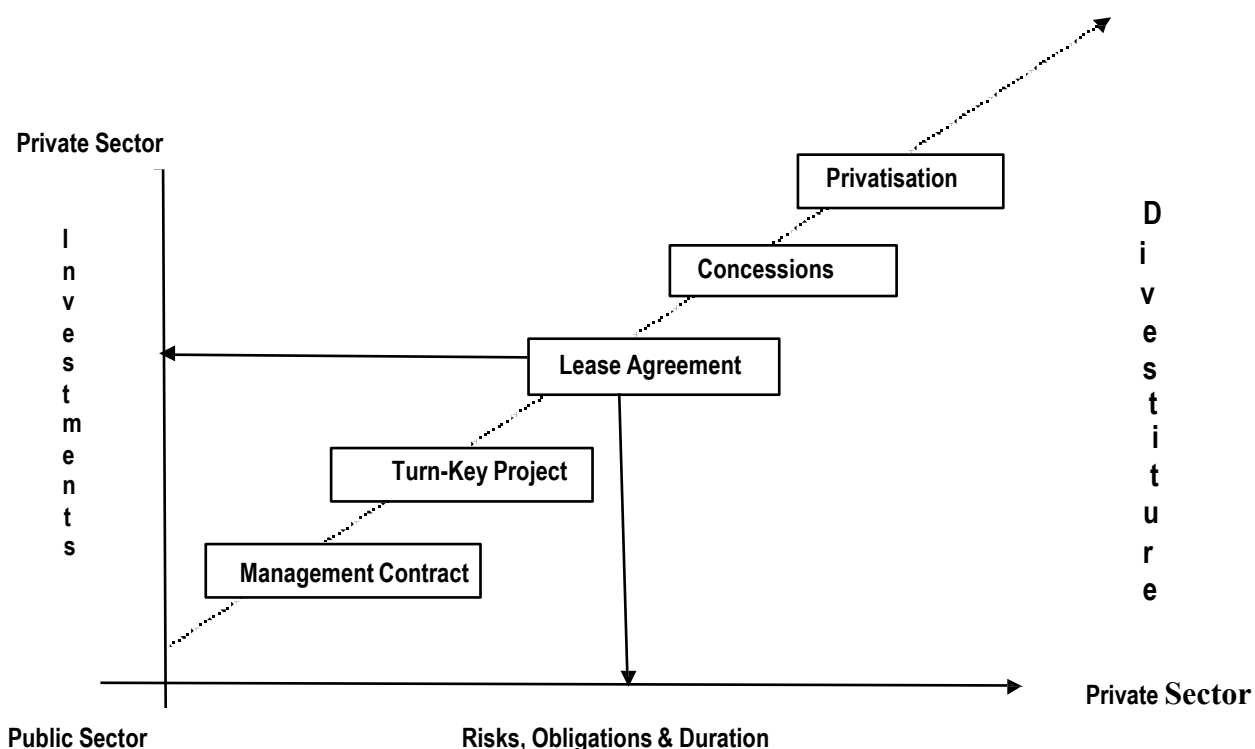 Private Sector
Privatisation
Investments
Divestiture
Concessions
Lease Agreement
Turn-Key Project
Management Contract
Private Sector
Public Sector
Risks, Obligations & Duration